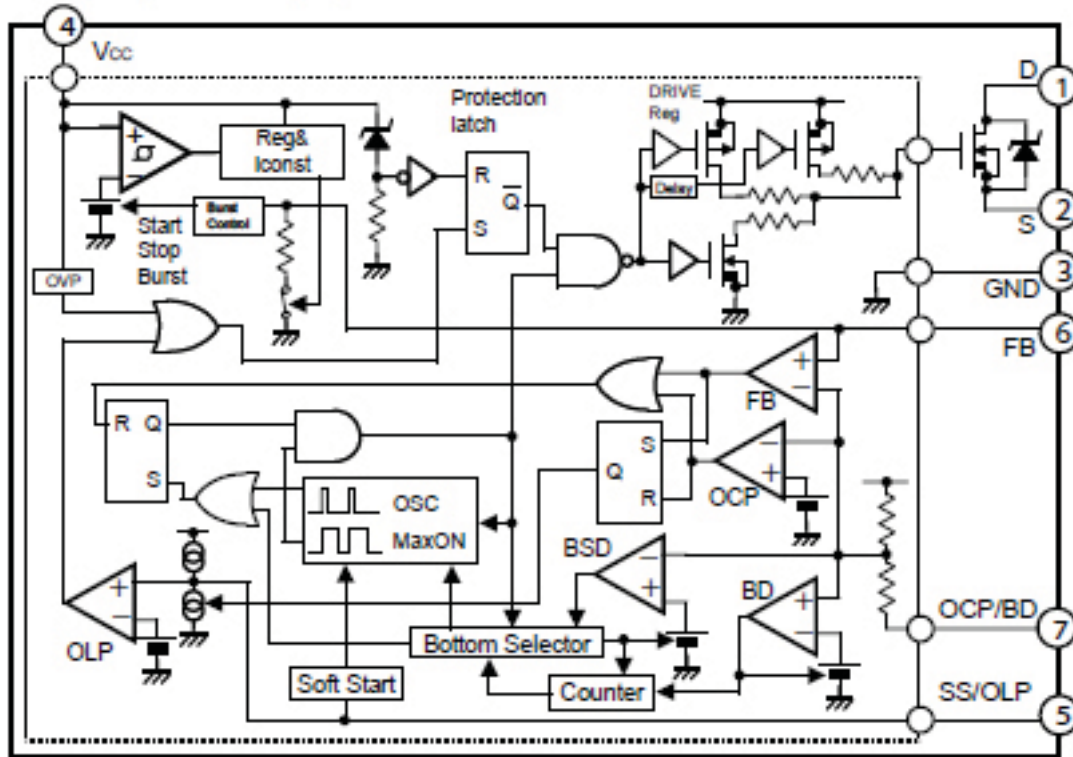 4
Vcc
D
1
Protection
latch
DRIVE
Reg
Reg&
Iconst
R
Q
S
Delay
Burst
Control
Start
Stop
Burst
OVP
2
S
3
GND
6
FB
FB
R
Q
S
S
Q
R
OCP
OSC
MaxON
BSD
BD
OLP
Bottom Selector
OCP/BD
7
Soft Start
Counter
SS/OLP
5